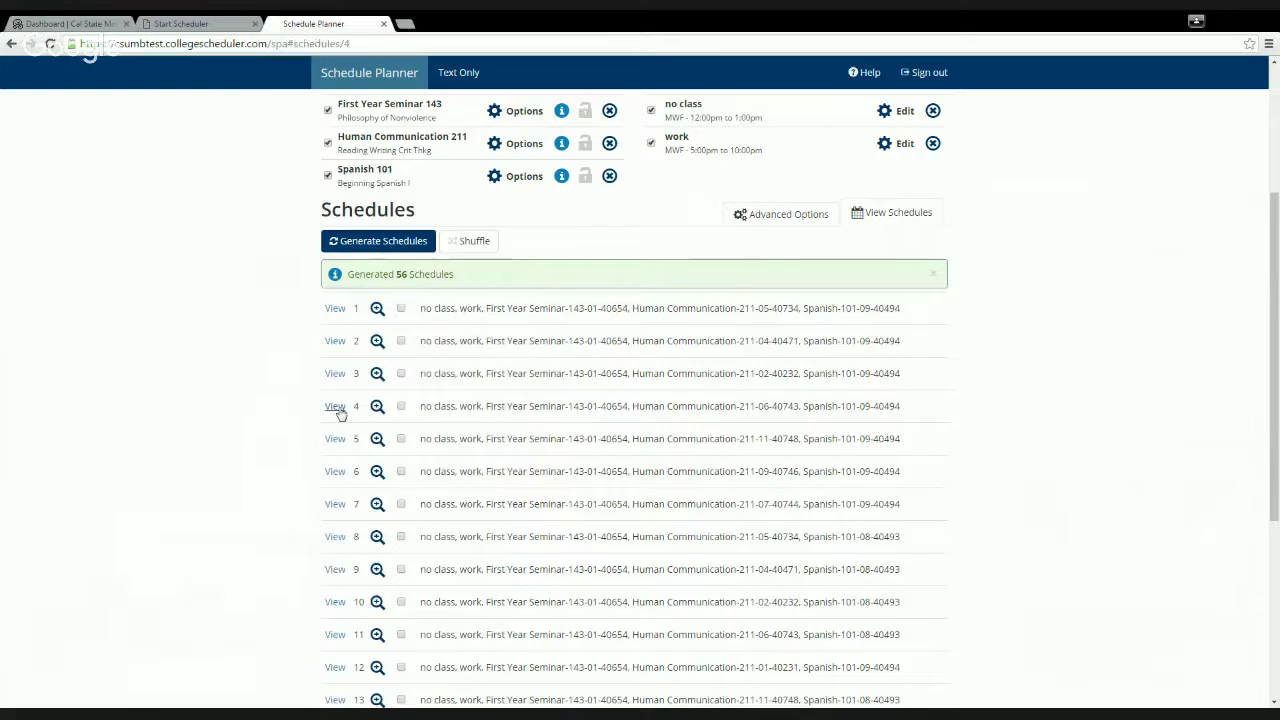 Dashboard | Cal State Mo
Start Scheduler
Schedule Planner
https://csumbtest.collegescheduler.com/spa#schedules/4
Google
Schedule Planner
Text Only
Help
Sign out
First Year Seminar 143
Philosophy of Nonviolence
Options
no class
MWF - 12:00pm to 1:00pm
Edit
Human Communication 211
Reading Writing Crit Thkg
Options
work
MWF - 5:00pm to 10:00pm
Edit
Spanish 101
Beginning Spanish I
Options
Schedules
Advanced Options
View Schedules
Generate Schedules
Shuffle
Generated 56 Schedules
View 1 no class, work, First Year Seminar-143-01-40654, Human Communication-211-05-40734, Spanish-101-09-40494
View 2 no class, work, First Year Seminar-143-01-40654, Human Communication-211-04-40471, Spanish-101-09-40494
View 3 no class, work, First Year Seminar-143-01-40654, Human Communication-211-02-40232, Spanish-101-09-40494
View 4 no class, work, First Year Seminar-143-01-40654, Human Communication-211-06-40743, Spanish-101-09-40494
View 5 no class, work, First Year Seminar-143-01-40654, Human Communication-211-11-40748, Spanish-101-09-40494
View 6 no class, work, First Year Seminar-143-01-40654, Human Communication-211-09-40746, Spanish-101-09-40494
View 7 no class, work, First Year Seminar-143-01-40654, Human Communication-211-07-40744, Spanish-101-09-40494
View 8 no class, work, First Year Seminar-143-01-40654, Human Communication-211-05-40734, Spanish-101-08-40493
View 9 no class, work, First Year Seminar-143-01-40654, Human Communication-211-04-40471, Spanish-101-08-40493
View 10 no class, work, First Year Seminar-143-01-40654, Human Communication-211-02-40232, Spanish-101-08-40493
View 11 no class, work, First Year Seminar-143-01-40654, Human Communication-211-06-40743, Spanish-101-08-40493
View 12 no class, work, First Year Seminar-143-01-40654, Human Communication-211-01-40231, Spanish-101-09-40494
View 13 no class, work, First Year Seminar-143-01-40654, Human Communication-211-11-40748, Spanish-101-08-40493